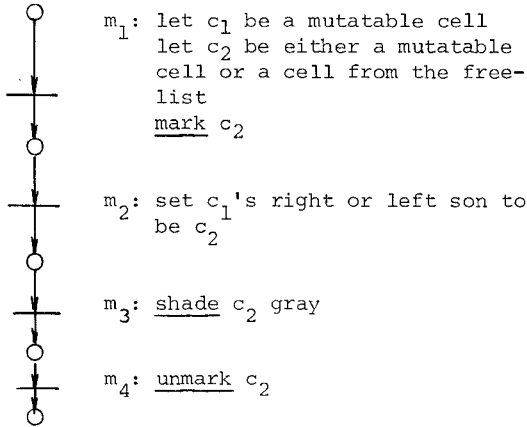 m1: let c1 be a mutatable cell
let c2 be either a mutatable
cell or a cell from the free-
list
mark c2
m2: set c1's right or left son to
be c2
m3: shade c2 gray
m4: unmark c2